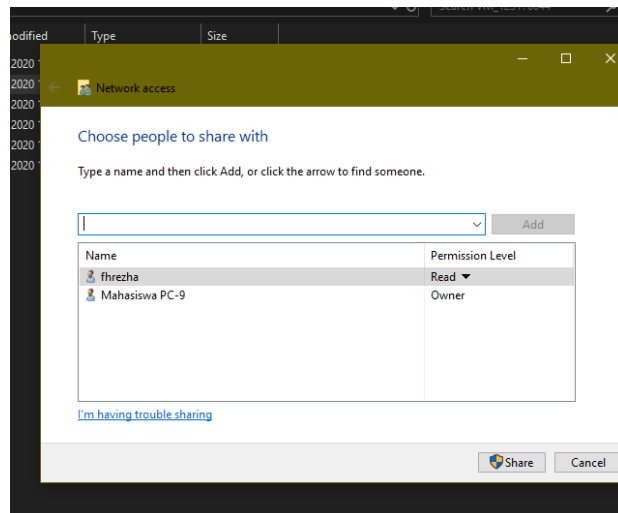 Type
Size
2020
2020
2020
2020
2020
2020
Network access
Choose people to share with
Type a name and then click Add, or click the arrow to find someone.
Add
Name Permission Level
fhrezha Read
Mahasiswa PC-9 Owner
I'm having trouble sharing
Share Cancel